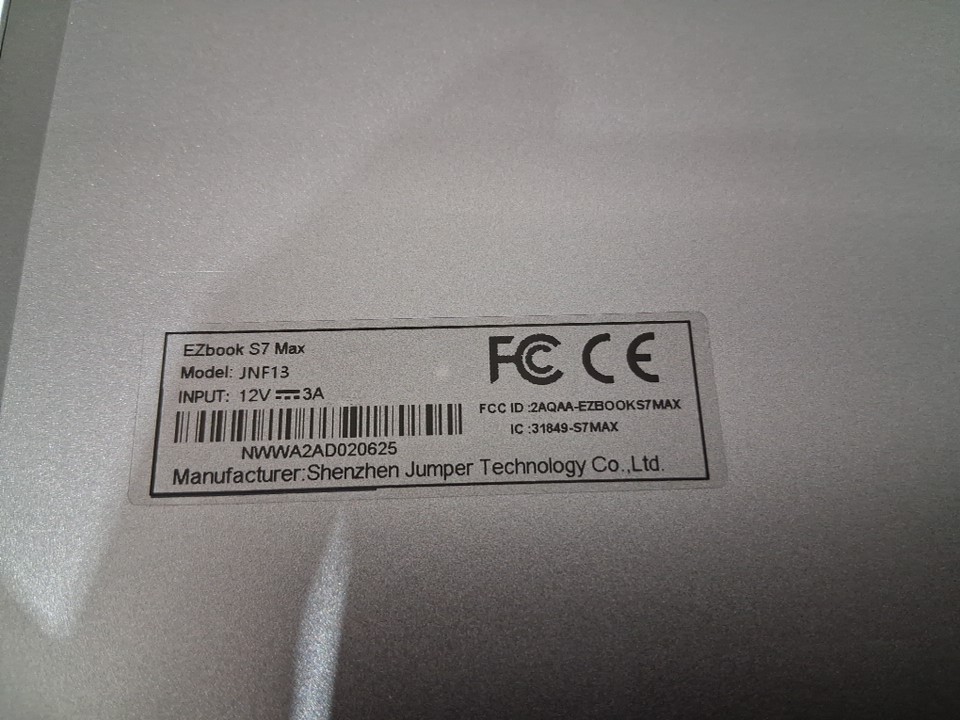 EZbook S7 Max
Model: JNF13
INPUT: 12V⎓3A
NWWA2AD020625
FC CE
FCC ID :2AQAA-EZBOOKS7MAX
IC :31849-S7MAX
Manufacturer:Shenzhen Jumper Technology Co.,Ltd.